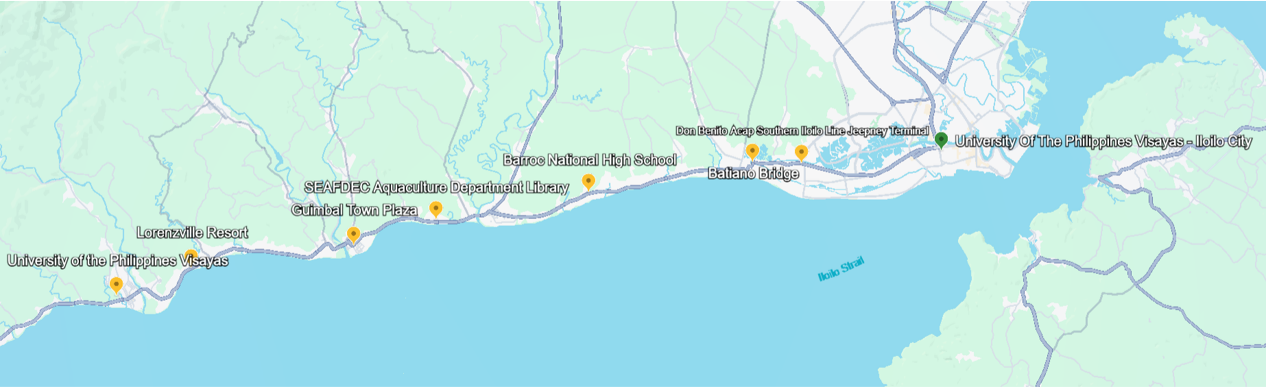 Don Benito Acap Southern Iloilo Line Jeepney Terminal
University Of The Philippines Visayas - Iloilo City
Barroc National High School
Batiano Bridge
SEAFDEC Aquaculture Department Library
Guimbal Town Plaza
Lorenzville Resort
University of the Philippines Visayas
Iloilo Strait